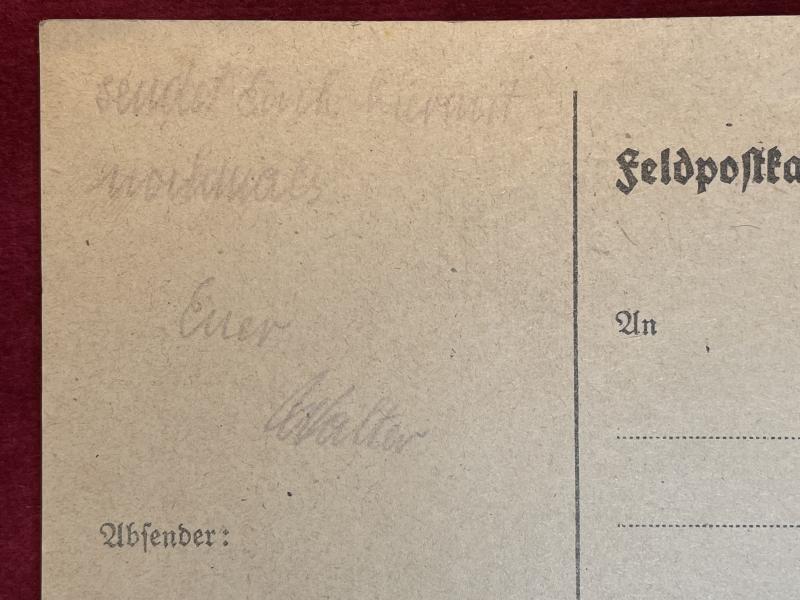 sendet Euch hiermit
nochmals
Euer
Walter
Absender:
Feldpostka
An